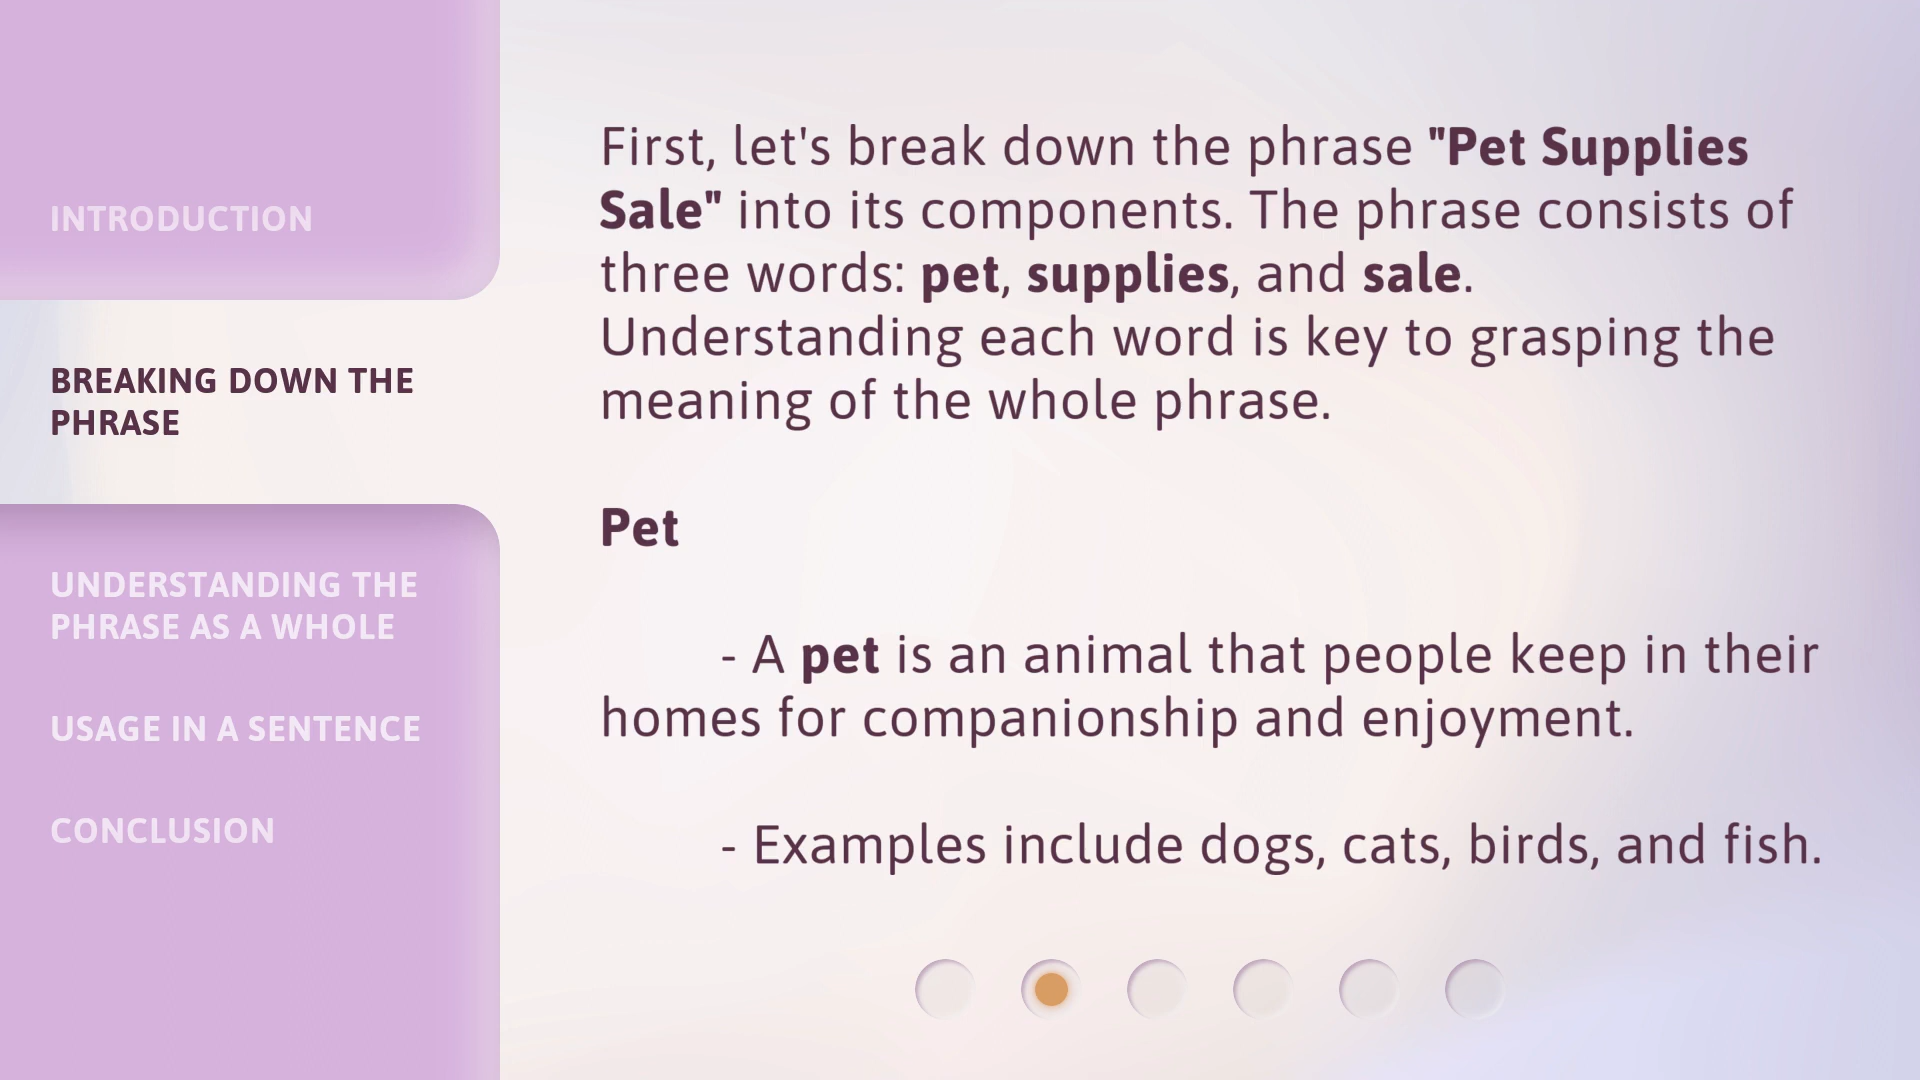 INTRODUCTION
BREAKING DOWN THE
PHRASE
UNDERSTANDING THE
PHRASE AS A WHOLE
USAGE IN A SENTENCE
CONCLUSION
First, let's break down the phrase "Pet Supplies
Sale" into its components. The phrase consists of
three words: pet, supplies, and sale.
Understanding each word is key to grasping the
meaning of the whole phrase.
Pet
- A pet is an animal that people keep in their
homes for companionship and enjoyment.
- Examples include dogs, cats, birds, and fish.